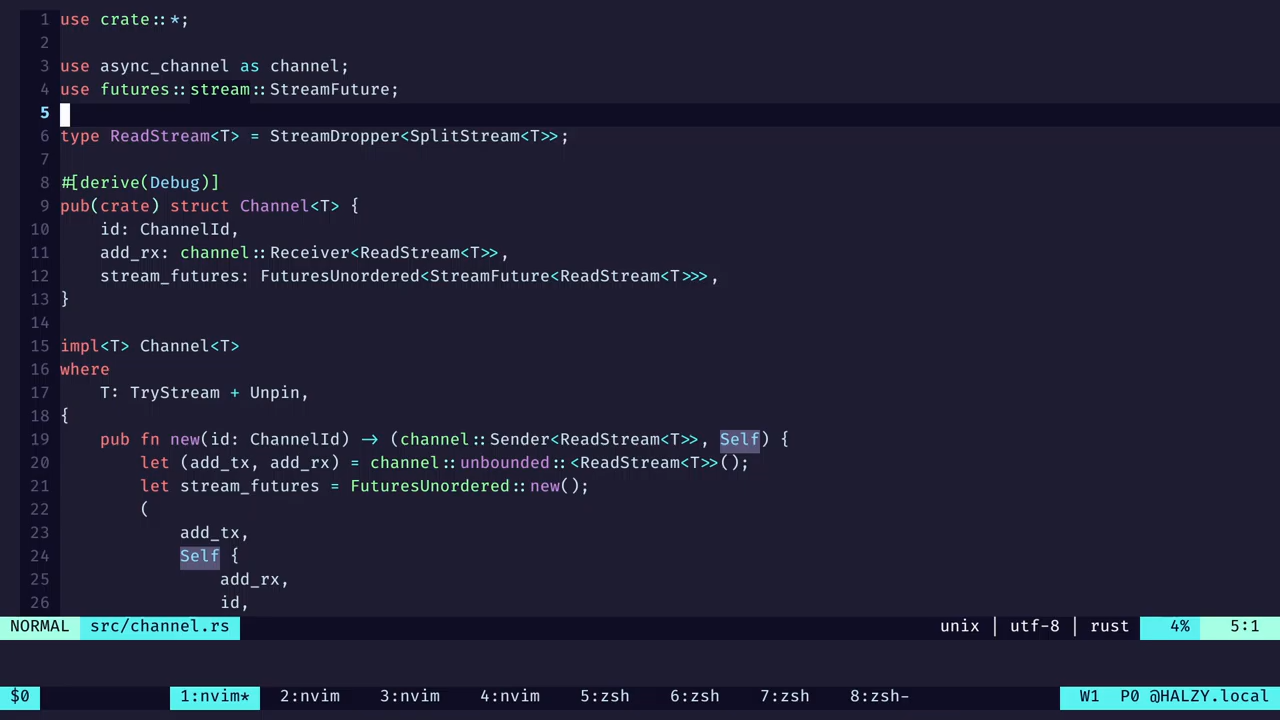 1 use crate::*;
2
3 use async_channel as channel;
4 use futures::stream::StreamFuture;
5
6 type ReadStream<T> = StreamDropper<SplitStream<T>>;
7
8 #[derive(Debug)]
9 pub(crate) struct Channel<T> {
10     id: ChannelId,
11     add_rx: channel::Receiver<ReadStream<T>>,
12     stream_futures: FuturesUnordered<StreamFuture<ReadStream<T>>>,
13 }
14
15 impl<T> Channel<T>
16 where
17     T: TryStream + Unpin,
18 {
19     pub fn new(id: ChannelId) -> (channel::Sender<ReadStream<T>>, Self) {
20         let (add_tx, add_rx) = channel::unbounded::<ReadStream<T>>();
21         let stream_futures = FuturesUnordered::new();
22         (
23             add_tx,
24             Self {
25                 add_rx,
26                 id,
NORMAL src/channel.rs unix | utf-8 | rust 4% 5:1
$0 1:nvim* 2:nvim 3:nvim 4:nvim 5:zsh 6:zsh 7:zsh 8:zsh- W1 P0 @HALZY.local